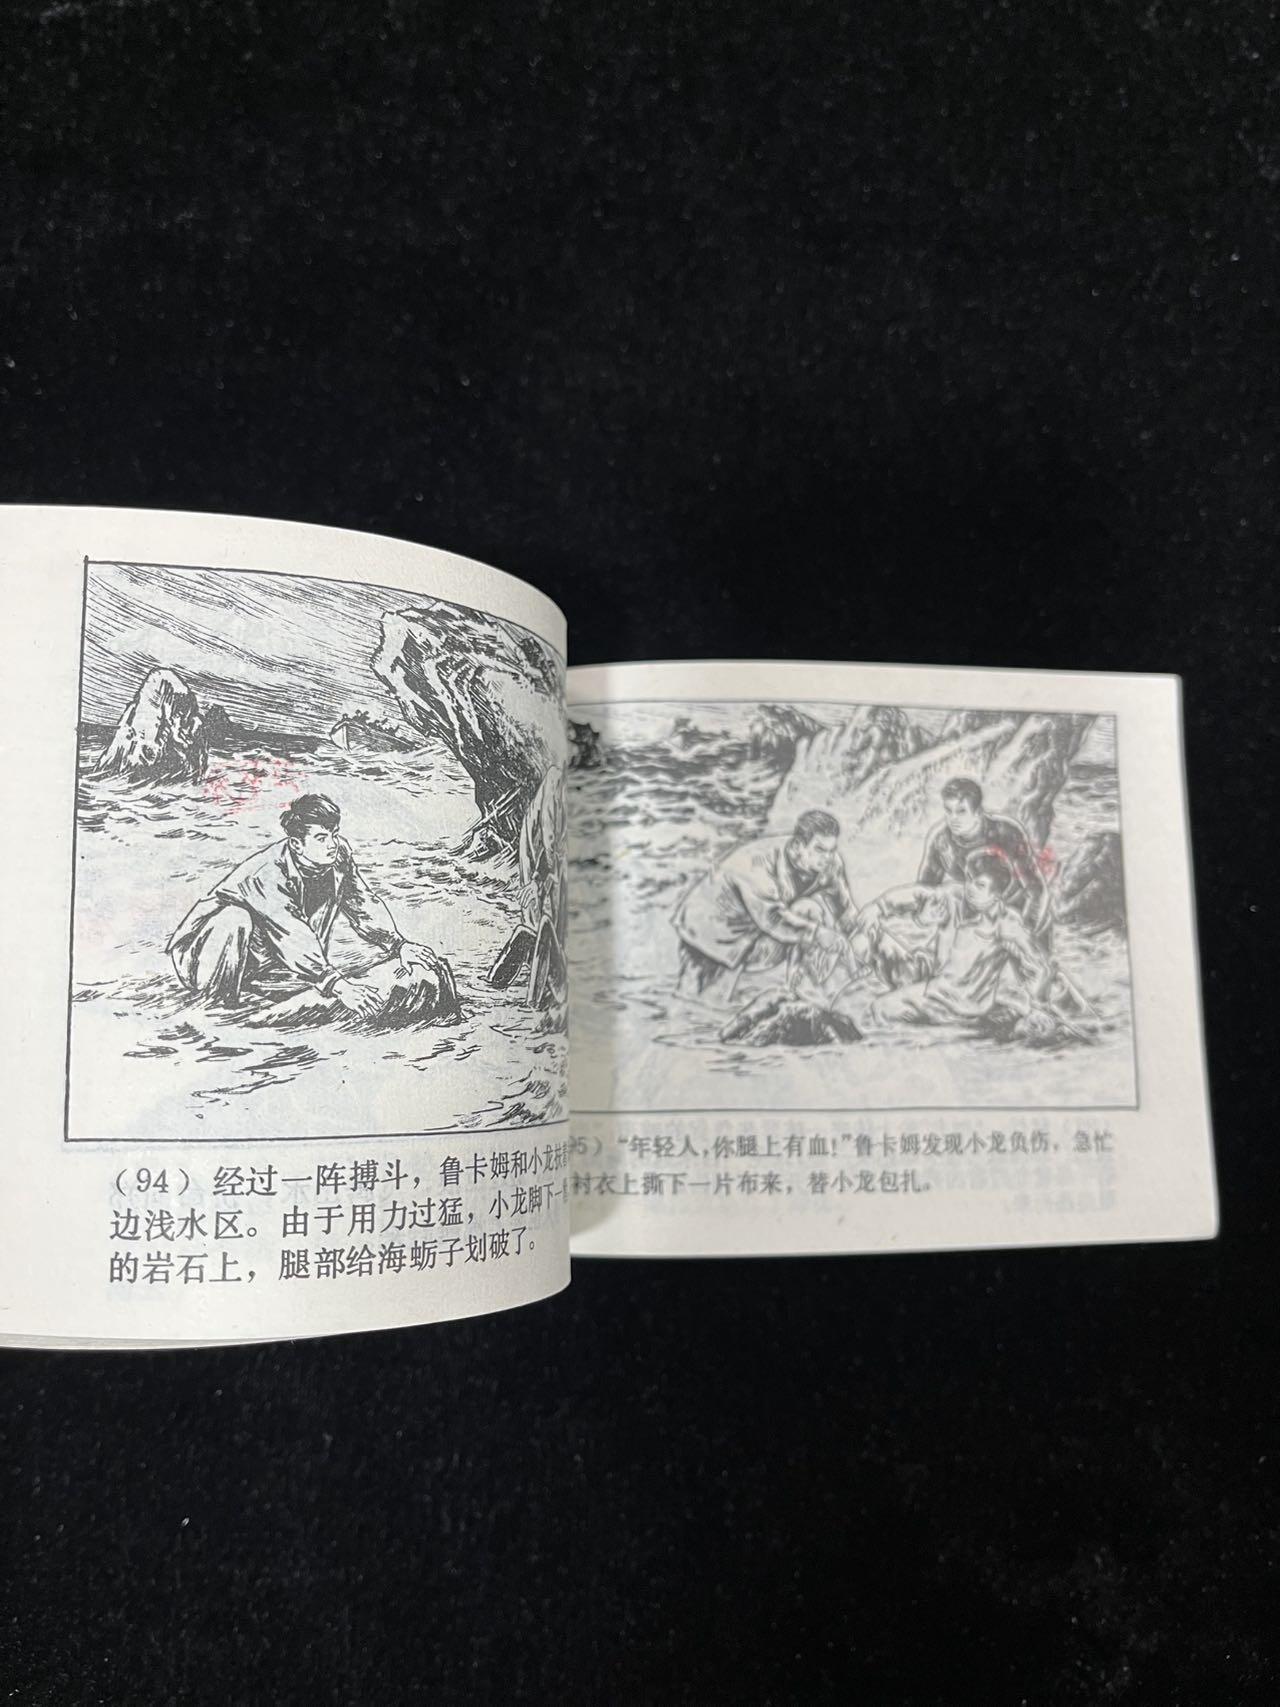 （94）经过一阵搏斗，鲁卡姆和小龙扶
边浅水区。由于用力过猛，小龙脚下一
的岩石上，腿部给海蛎子划破了。
95）“年轻人，你腿上有血！”鲁卡姆发现小龙负伤，急忙
衬衣上撕下一片布来，替小龙包扎。